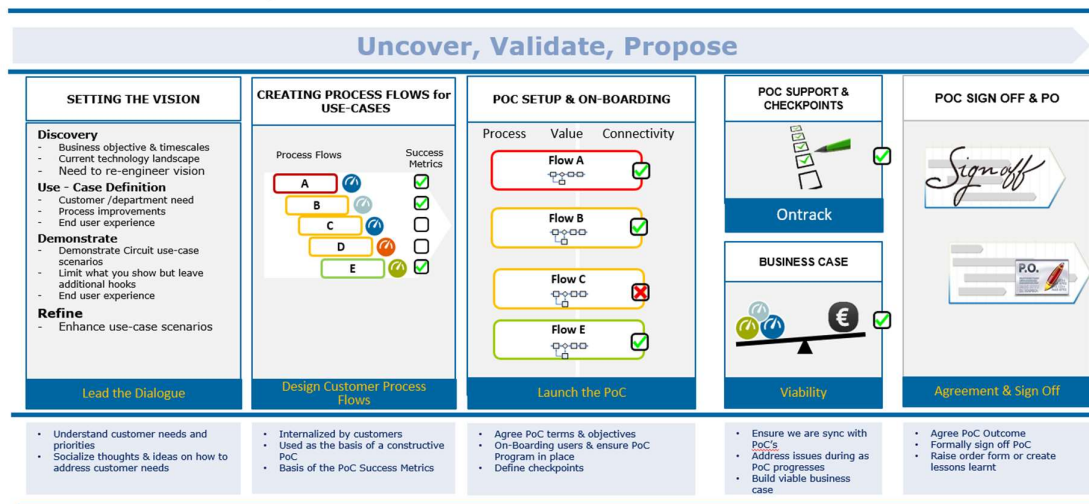 Uncover, Validate, Propose
SETTING THE VISION
Discovery
- Business objective & timescales
- Current technology landscape
- Need to re-engineer vision
Use - Case Definition
- Customer /department need
- Process improvements
- End user experience
Demonstrate
- Demonstrate Circuit use-case
scenarios
- Limit what you show but leave
additional hooks
- End user experience
Refine
- Enhance use-case scenarios
Lead the Dialogue
• Understand customer needs and
priorities
• Socialize thoughts & ideas on how to
address customer needs
CREATING PROCESS FLOWS for
USE-CASES
Process Flows
Success
Metrics
A
B
C
D
E
Design Customer Process
Flows
• Internalized by customers
• Used as the basis of a constructive
PoC
• Basis of the PoC Success Metrics
POC SETUP & ON-BOARDING
Process Value Connectivity
Flow A
Flow B
Flow C
Flow E
Launch the PoC
• Agree PoC terms & objectives
• On-Boarding users & ensure PoC
Program in place
• Define checkpoints
POC SUPPORT &
CHECKPOINTS
Ontrack
BUSINESS CASE
€
Viability
• Ensure we are sync with
PoC's
• Address issues during as
PoC progresses
• Build viable business
case
POC SIGN OFF & PO
Sign off
P.O.
Agreement & Sign Off
• Agree PoC Outcome
• Formally sign off PoC
• Raise order form or create
lessons learnt